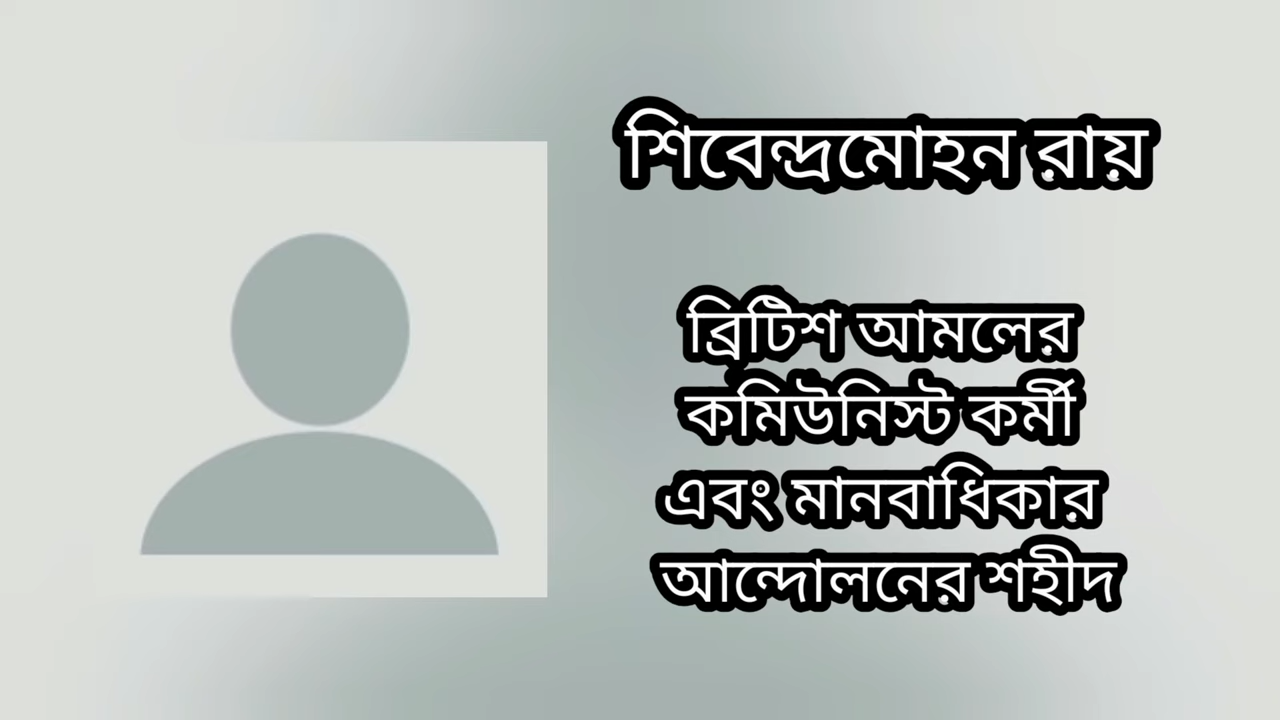 শিবেন্দ্রমোহন রায়
ব্রিটিশ আমলের
কমিউনিস্ট কর্মী
এবং মানবাধিকার
আন্দোলনের শহীদ